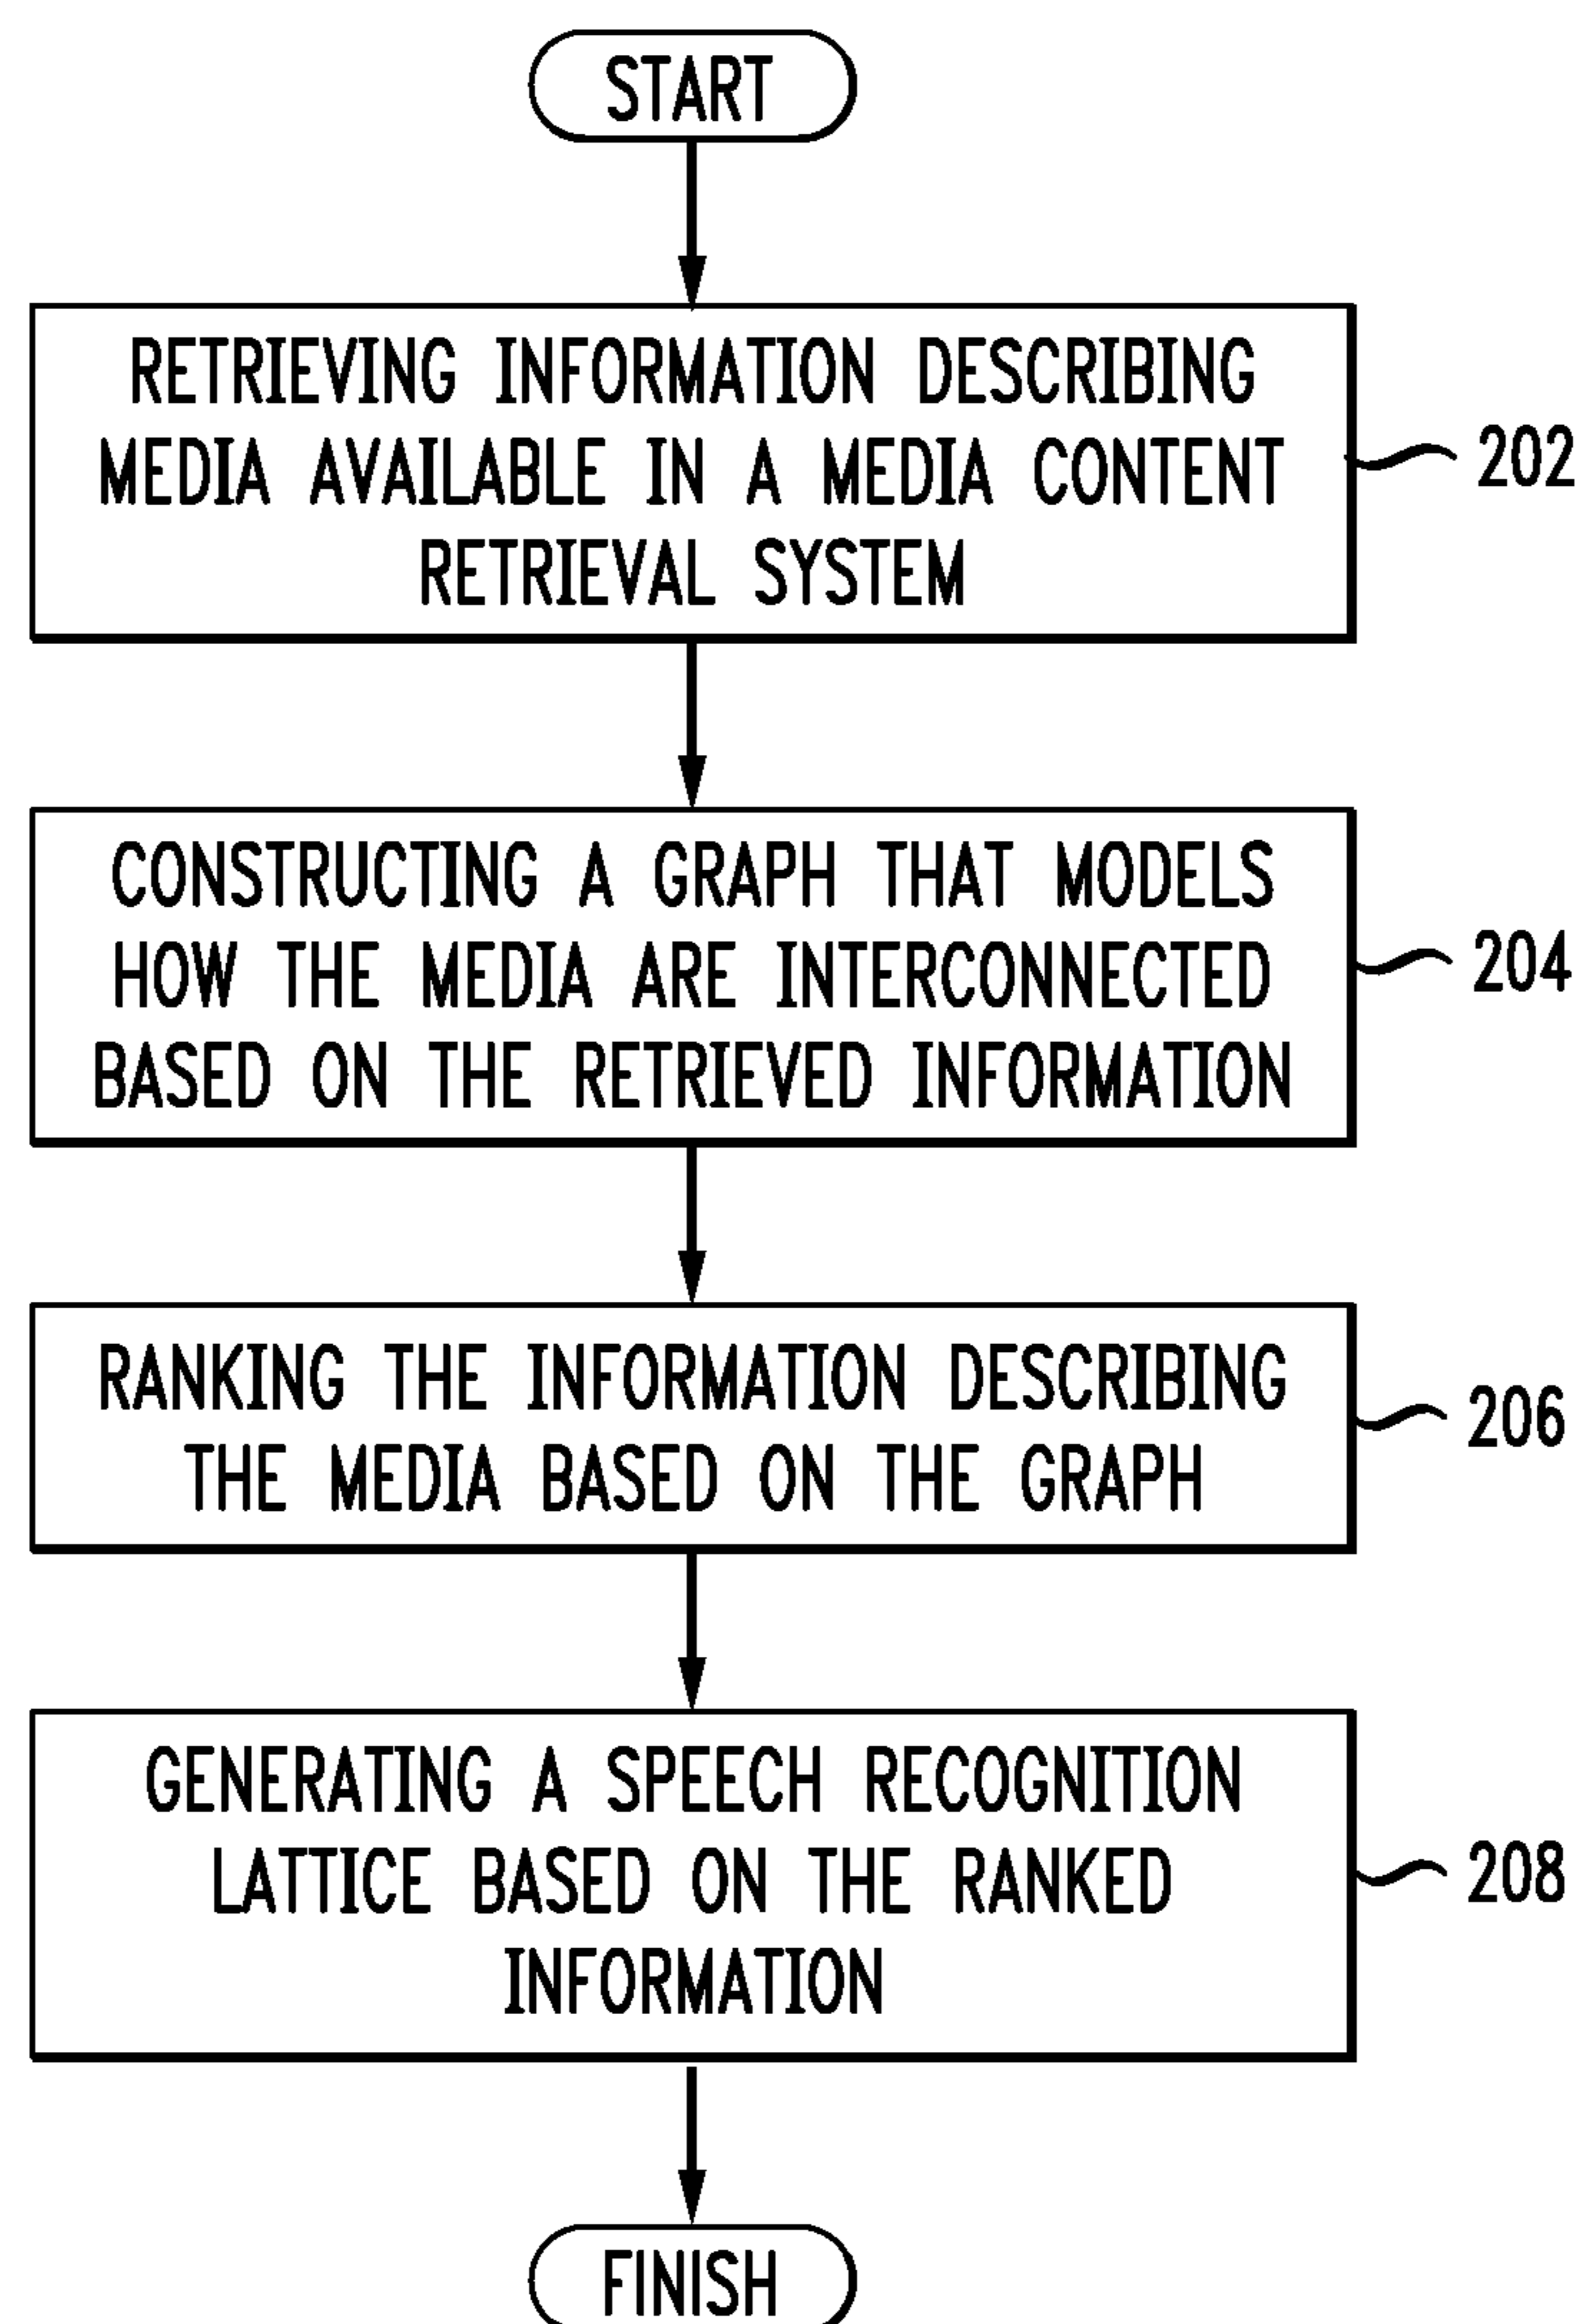 START
RETRIEVING INFORMATION DESCRIBING
MEDIA AVAILABLE IN A MEDIA CONTENT
RETRIEVAL SYSTEM
202
CONSTRUCTING A GRAPH THAT MODELS
HOW THE MEDIA ARE INTERCONNECTED
BASED ON THE RETRIEVED INFORMATION
204
RANKING THE INFORMATION DESCRIBING
THE MEDIA BASED ON THE GRAPH
206
GENERATING A SPEECH RECOGNITION
LATTICE BASED ON THE RANKED
INFORMATION
208
FINISH